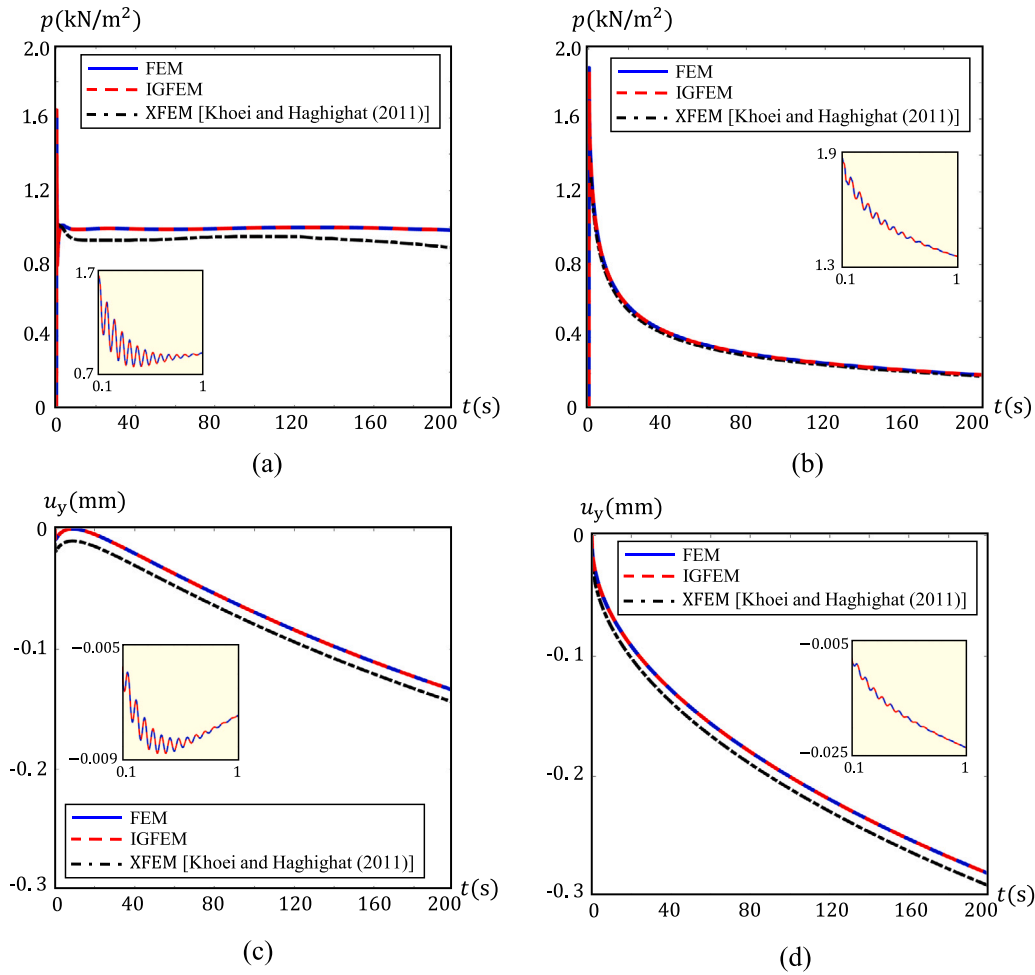 p(kN/m²)
2.0
FEM
IGFEM
XFEM [Khoei and Haghighat (2011)]
1.6
1.2
0.8
1.7
0.7
0.1
1
0.4
0
0
40
80
120
160
200
t(s)
(a)
p(kN/m²)
2.0
FEM
IGFEM
XFEM [Khoei and Haghighat (2011)]
1.6
1.9
1.3
0.1
1
1.2
0.8
0.4
0
0
40
80
120
160
200
t(s)
(b)
u_y(mm)
0
-0.1
−0.005
−0.009
0.1
1
-0.2
FEM
IGFEM
XFEM [Khoei and Haghighat (2011)]
-0.3
0
40
80
120
160
200
t(s)
(c)
u_y(mm)
0
FEM
IGFEM
XFEM [Khoei and Haghighat (2011)]
-0.1
−0.005
−0.025
0.1
1
-0.2
-0.3
0
40
80
120
160
200
t(s)
(d)